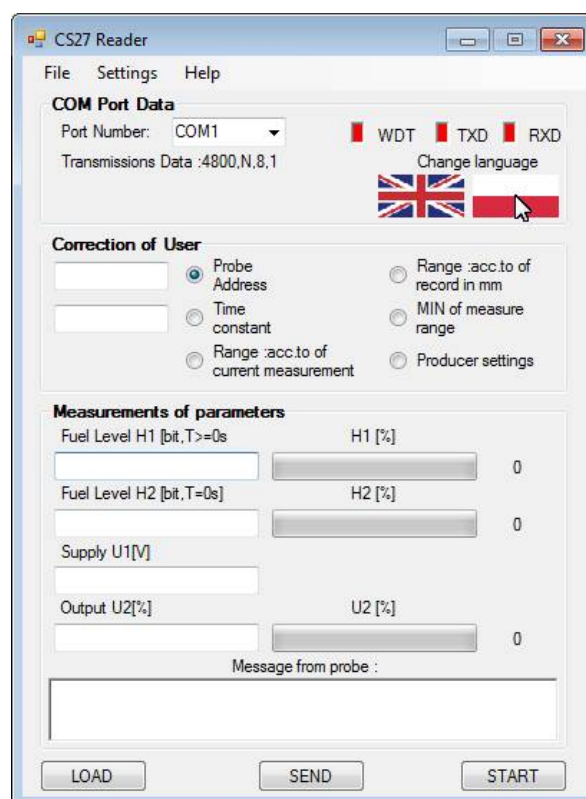 CS27 Reader
File Settings Help
COM Port Data
Port Number: COM1 WDT TXD RXD
Transmissions Data :4800,N,8,1 Change language
Correction of User
Probe
Address
Range :acc.to of
record in mm
Time
constant
MIN of measure
range
Range :acc.to of
current measurement
Producer settings
Measurements of parameters
Fuel Level H1 [bit,T>=0s H1 [%]
0
Fuel Level H2 [bit,T=0s] H2 [%]
0
Supply U1[V]
Output U2[%] U2 [%]
0
Message from probe :
LOAD SEND START